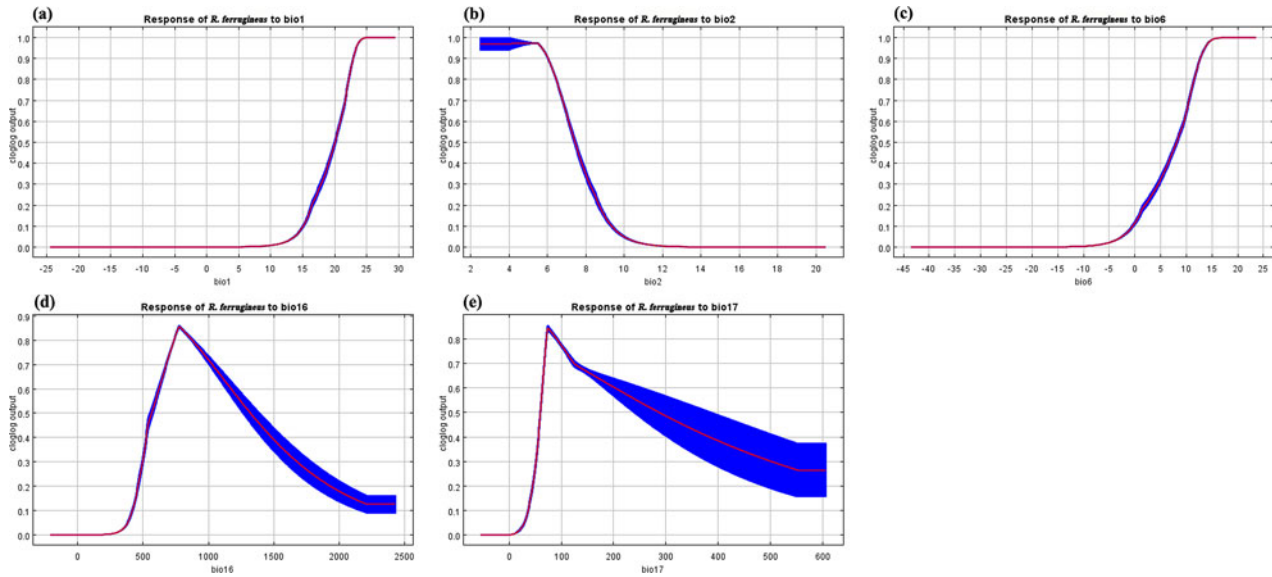 (a)
Response of R. ferrugineus to bio1
cloglog output
1.0
0.9
0.8
0.7
0.6
0.5
0.4
0.3
0.2
0.1
0.0
-25 -20 -15 -10 -5 0 5 10 15 20 25 30
bio1
(b)
Response of R. ferrugineus to bio2
cloglog output
1.0
0.9
0.8
0.7
0.6
0.5
0.4
0.3
0.2
0.1
0.0
2 4 6 8 10 12 14 16 18 20
bio2
(c)
Response of R. ferrugineus to bio6
cloglog output
1.0
0.9
0.8
0.7
0.6
0.5
0.4
0.3
0.2
0.1
0.0
-45 -40 -35 -30 -25 -20 -15 -10 -5 0 5 10 15 20 25
bio6
(d)
Response of R. ferrugineus to bio16
cloglog output
0.9
0.8
0.7
0.6
0.5
0.4
0.3
0.2
0.1
0.0
0 500 1000 1500 2000 2500
bio16
(e)
Response of R. ferrugineus to bio17
cloglog output
0.9
0.8
0.7
0.6
0.5
0.4
0.3
0.2
0.1
0.0
0 100 200 300 400 500 600
bio17